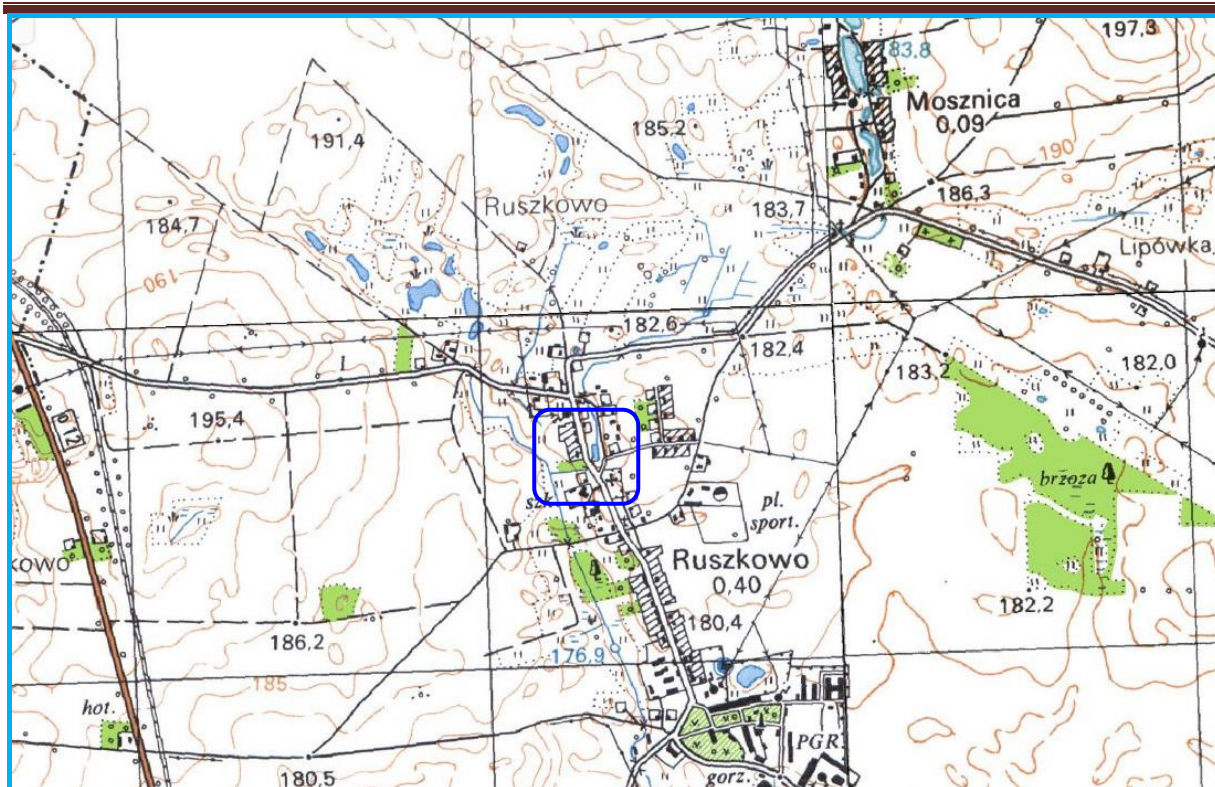 197,3
83.8
Mosznica
0,09
185,2
191,4
190
186,3
Ruszkowo
183,7
184,7
Lipówka
190
182,6
182,4
l
183,2
182,0
195,4
brzoza
szk
pl.
sport.
Ruszkowo
0,40
kowo
182.2
186,2
180,4
176,9
185
hot.
PGR
180,5
gorz.